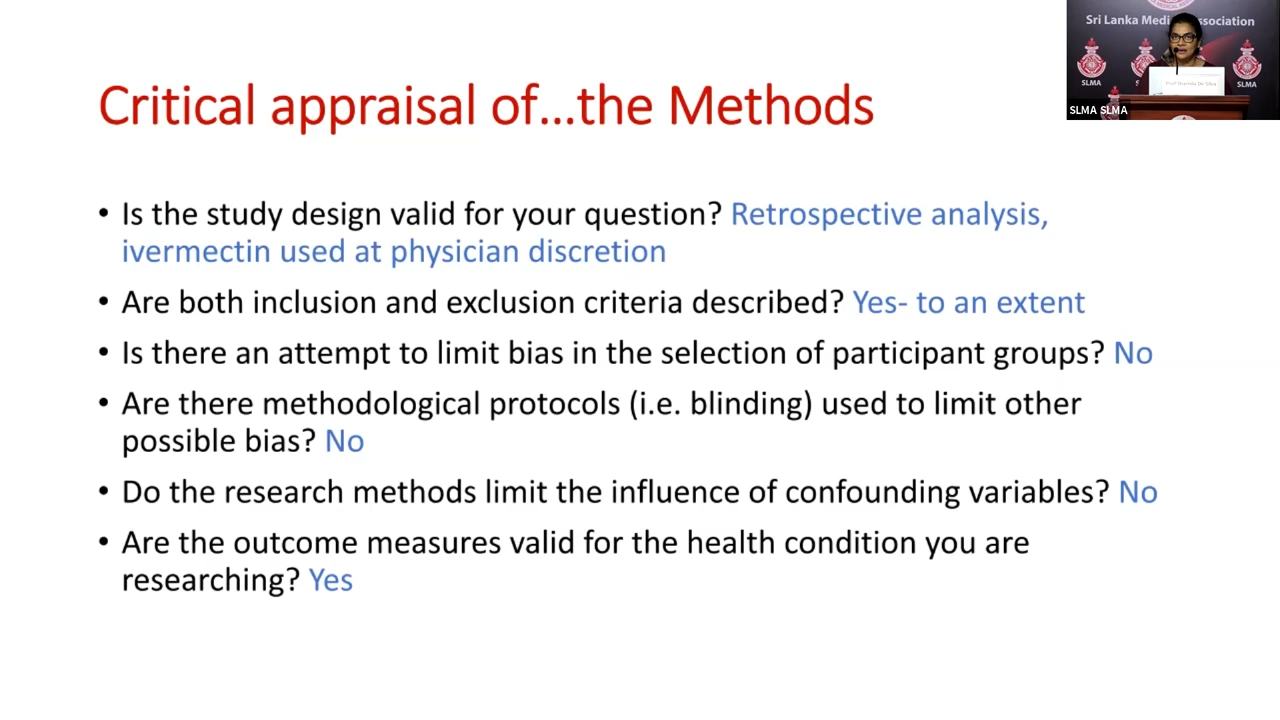 Critical appraisal of...the Methods
• Is the study design valid for your question? Retrospective analysis,
ivermectin used at physician discretion
• Are both inclusion and exclusion criteria described? Yes- to an extent
• Is there an attempt to limit bias in the selection of participant groups? No
• Are there methodological protocols (i.e. blinding) used to limit other
possible bias? No
• Do the research methods limit the influence of confounding variables? No
• Are the outcome measures valid for the health condition you are
researching? Yes
Sri Lanka Medi ssociation
SLMA
SLMA
SLMA SLMA